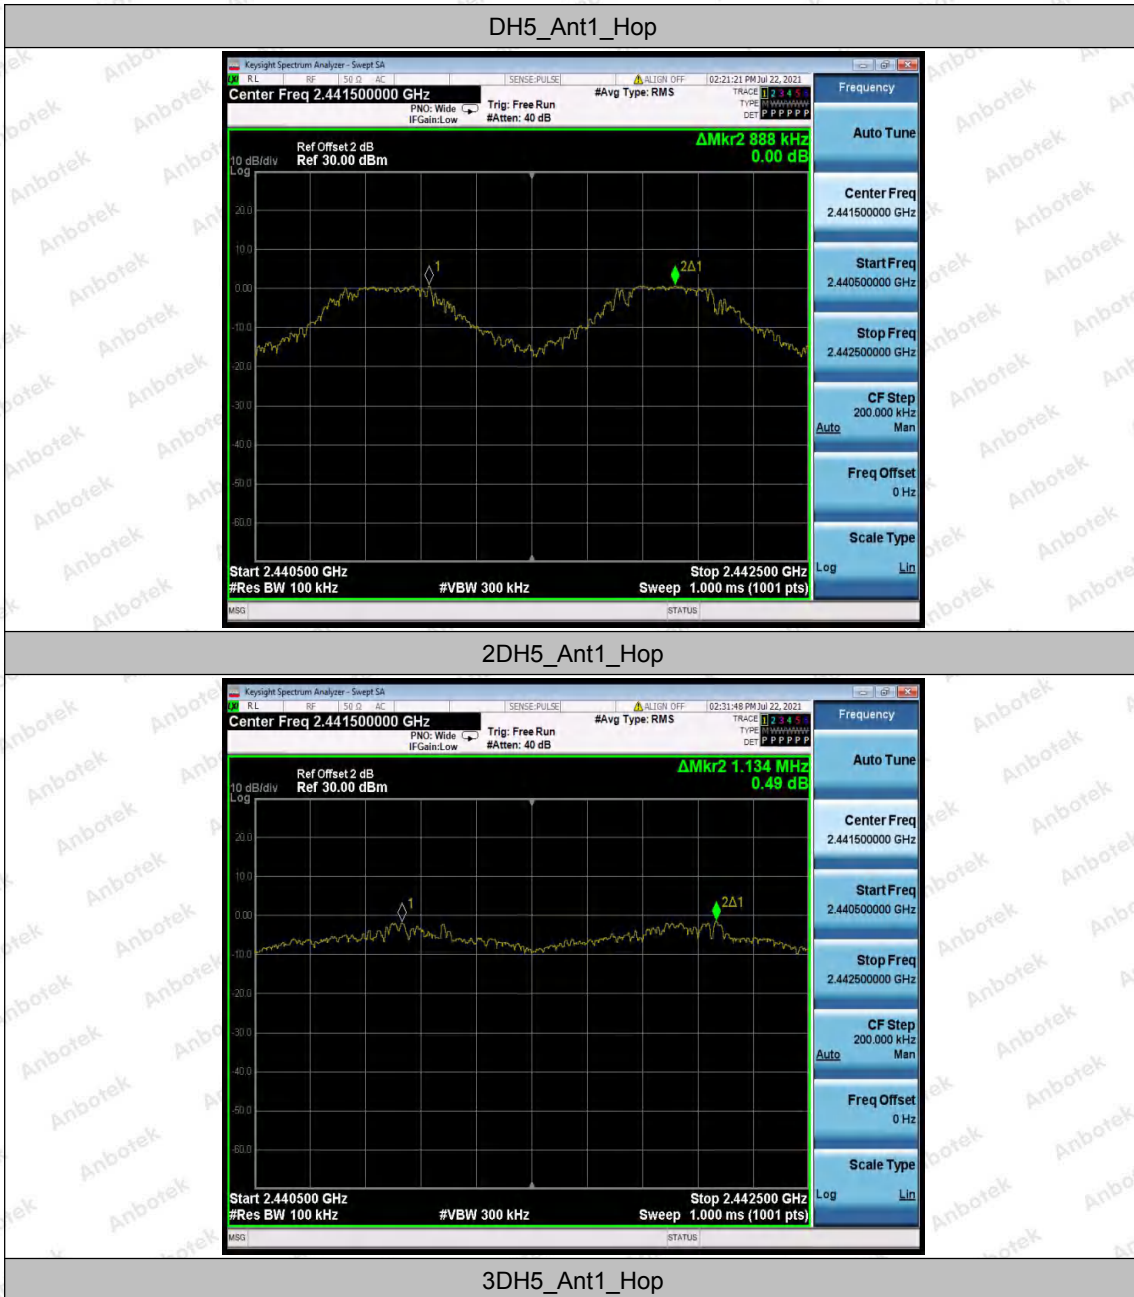 DH5_Ant1_Hop
Keysight Spectrum Analyzer - Swept SA
RL RF 50 Ω AC SENSE:PULSE ALIGN OFF 02:21:21 PM Jul 22, 2021
Center Freq 2.441500000 GHz #Avg Type: RMS TRACE 1 2 3 4 5 6
PNO: Wide Trig: Free Run TYPE
IFGain:Low #Atten: 40 dB DET P P P P P P
Frequency
ΔMkr2 888 kHz
0.00 dB
Ref Offset 2 dB
10 dB/div Ref 30.00 dBm
Log
20.0
10.0
0.00
-10.0
-20.0
-30.0
-40.0
-50.0
-60.0
1
2Δ1
Start 2.440500 GHz Stop 2.442500 GHz
#Res BW 100 kHz #VBW 300 kHz Sweep 1.000 ms (1001 pts)
MSG STATUS
Auto Tune
Center Freq
2.441500000 GHz
Start Freq
2.440500000 GHz
Stop Freq
2.442500000 GHz
CF Step
200.000 kHz
Auto Man
Freq Offset
0 Hz
Scale Type
Log Lin
2DH5_Ant1_Hop
Keysight Spectrum Analyzer - Swept SA
RL RF 50 Ω AC SENSE:PULSE ALIGN OFF 02:31:48 PM Jul 22, 2021
Center Freq 2.441500000 GHz #Avg Type: RMS TRACE 1 2 3 4 5 6
PNO: Wide Trig: Free Run TYPE
IFGain:Low #Atten: 40 dB DET P P P P P P
Frequency
ΔMkr2 1.134 MHz
0.49 dB
Ref Offset 2 dB
10 dB/div Ref 30.00 dBm
Log
20.0
10.0
0.00
-10.0
-20.0
-30.0
-40.0
-50.0
-60.0
1
2Δ1
Start 2.440500 GHz Stop 2.442500 GHz
#Res BW 100 kHz #VBW 300 kHz Sweep 1.000 ms (1001 pts)
MSG STATUS
Auto Tune
Center Freq
2.441500000 GHz
Start Freq
2.440500000 GHz
Stop Freq
2.442500000 GHz
CF Step
200.000 kHz
Auto Man
Freq Offset
0 Hz
Scale Type
Log Lin
3DH5_Ant1_Hop